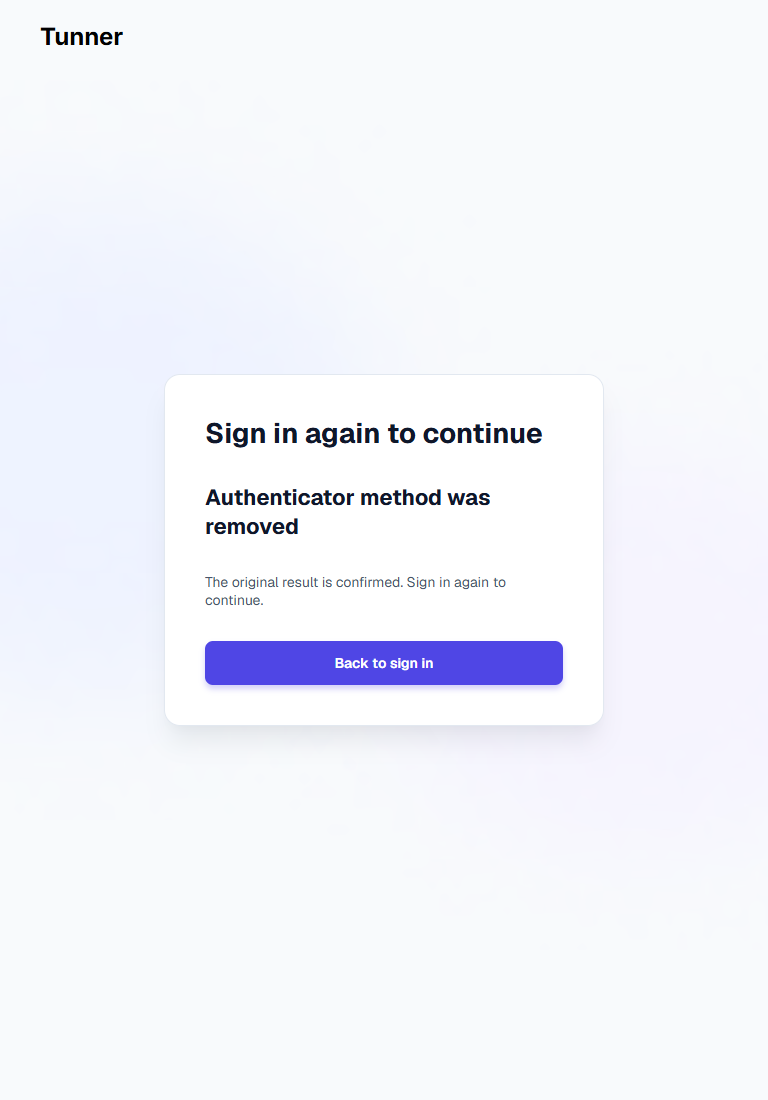 Tunner
Sign in again to continue
Authenticator method was
removed
The original result is confirmed. Sign in again to
continue.
Back to sign in